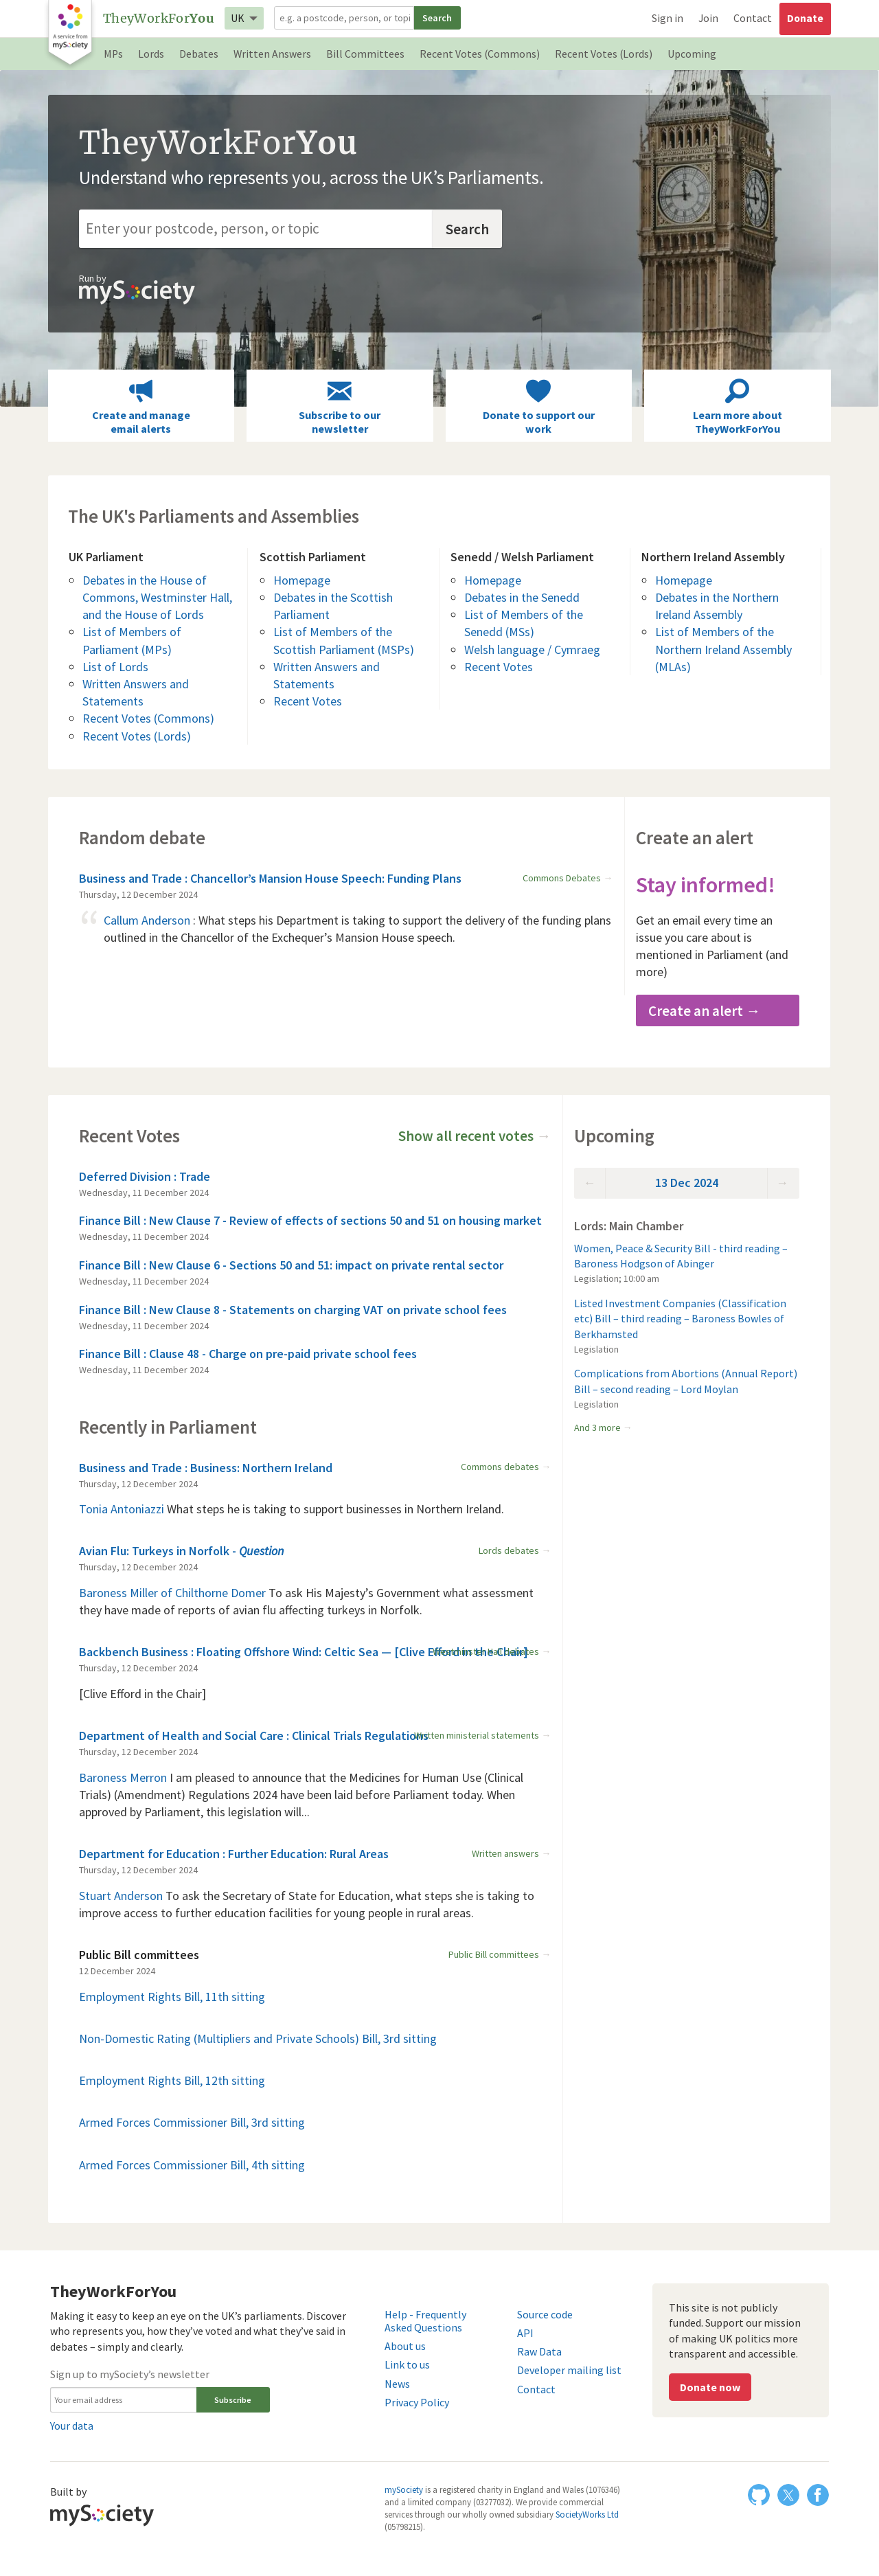 A service from
mySociety
TheyWorkForYou
UK
e.g. a postcode, person, or topi
Search
Sign in
Join
Contact
Donate
MPs
Lords
Debates
Written Answers
Bill Committees
Recent Votes (Commons)
Recent Votes (Lords)
Upcoming
TheyWorkForYou
Understand who represents you, across the UK’s Parliaments.
Enter your postcode, person, or topic
Search
Run by
mySociety
Create and manage
email alerts
Subscribe to our
newsletter
Donate to support our
work
Learn more about
TheyWorkForYou
The UK's Parliaments and Assemblies
UK Parliament
Debates in the House of
Commons, Westminster Hall,
and the House of Lords
List of Members of
Parliament (MPs)
List of Lords
Written Answers and
Statements
Recent Votes (Commons)
Recent Votes (Lords)
Scottish Parliament
Homepage
Debates in the Scottish
Parliament
List of Members of the
Scottish Parliament (MSPs)
Written Answers and
Statements
Recent Votes
Senedd / Welsh Parliament
Homepage
Debates in the Senedd
List of Members of the
Senedd (MSs)
Welsh language / Cymraeg
Recent Votes
Northern Ireland Assembly
Homepage
Debates in the Northern
Ireland Assembly
List of Members of the
Northern Ireland Assembly
(MLAs)
Random debate
Business and Trade : Chancellor’s Mansion House Speech: Funding Plans
Commons Debates →
Thursday, 12 December 2024
“ Callum Anderson : What steps his Department is taking to support the delivery of the funding plans
outlined in the Chancellor of the Exchequer’s Mansion House speech.
Create an alert
Stay informed!
Get an email every time an
issue you care about is
mentioned in Parliament (and
more)
Create an alert →
Recent Votes
Show all recent votes →
Deferred Division : Trade
Wednesday, 11 December 2024
Finance Bill : New Clause 7 - Review of effects of sections 50 and 51 on housing market
Wednesday, 11 December 2024
Finance Bill : New Clause 6 - Sections 50 and 51: impact on private rental sector
Wednesday, 11 December 2024
Finance Bill : New Clause 8 - Statements on charging VAT on private school fees
Wednesday, 11 December 2024
Finance Bill : Clause 48 - Charge on pre-paid private school fees
Wednesday, 11 December 2024
Recently in Parliament
Business and Trade : Business: Northern Ireland
Commons debates →
Thursday, 12 December 2024
Tonia Antoniazzi What steps he is taking to support businesses in Northern Ireland.
Avian Flu: Turkeys in Norfolk - Question
Lords debates →
Thursday, 12 December 2024
Baroness Miller of Chilthorne Domer To ask His Majesty’s Government what assessment
they have made of reports of avian flu affecting turkeys in Norfolk.
Backbench Business : Floating Offshore Wind: Celtic Sea — [Clive Efford in the Chair]
Thursday, 12 December 2024
[Clive Efford in the Chair]
Department of Health and Social Care : Clinical Trials Regulations
Written ministerial statements →
Thursday, 12 December 2024
Baroness Merron I am pleased to announce that the Medicines for Human Use (Clinical
Trials) (Amendment) Regulations 2024 have been laid before Parliament today. When
approved by Parliament, this legislation will...
Department for Education : Further Education: Rural Areas
Written answers →
Thursday, 12 December 2024
Stuart Anderson To ask the Secretary of State for Education, what steps she is taking to
improve access to further education facilities for young people in rural areas.
Public Bill committees
Public Bill committees →
12 December 2024
Employment Rights Bill, 11th sitting
Non-Domestic Rating (Multipliers and Private Schools) Bill, 3rd sitting
Employment Rights Bill, 12th sitting
Armed Forces Commissioner Bill, 3rd sitting
Armed Forces Commissioner Bill, 4th sitting
Upcoming
← 13 Dec 2024 →
Lords: Main Chamber
Women, Peace & Security Bill - third reading –
Baroness Hodgson of Abinger
Legislation; 10:00 am
Listed Investment Companies (Classification
etc) Bill – third reading – Baroness Bowles of
Berkhamsted
Legislation
Complications from Abortions (Annual Report)
Bill – second reading – Lord Moylan
Legislation
And 3 more →
TheyWorkForYou
Making it easy to keep an eye on the UK’s parliaments. Discover
who represents you, how they’ve voted and what they’ve said in
debates – simply and clearly.
Sign up to mySociety’s newsletter
Your email address
Subscribe
Your data
Help - Frequently
Asked Questions
About us
Link to us
News
Privacy Policy
Source code
API
Raw Data
Developer mailing list
Contact
This site is not publicly
funded. Support our mission
of making UK politics more
transparent and accessible.
Donate now
Built by
mySociety
mySociety is a registered charity in England and Wales (1076346)
and a limited company (03277032). We provide commercial
services through our wholly owned subsidiary SocietyWorks Ltd
(05798215).